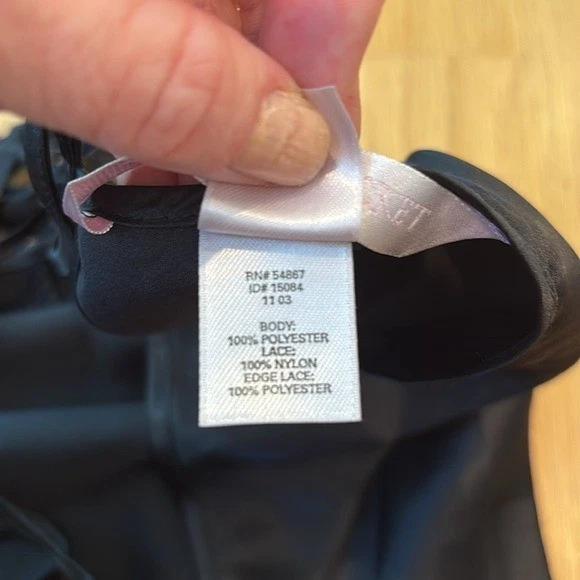 RN# 54867
ID# 15084
11 03
BODY:
100% POLYESTER
LACE:
100% NYLON
EDGE LACE:
100% POLYESTER